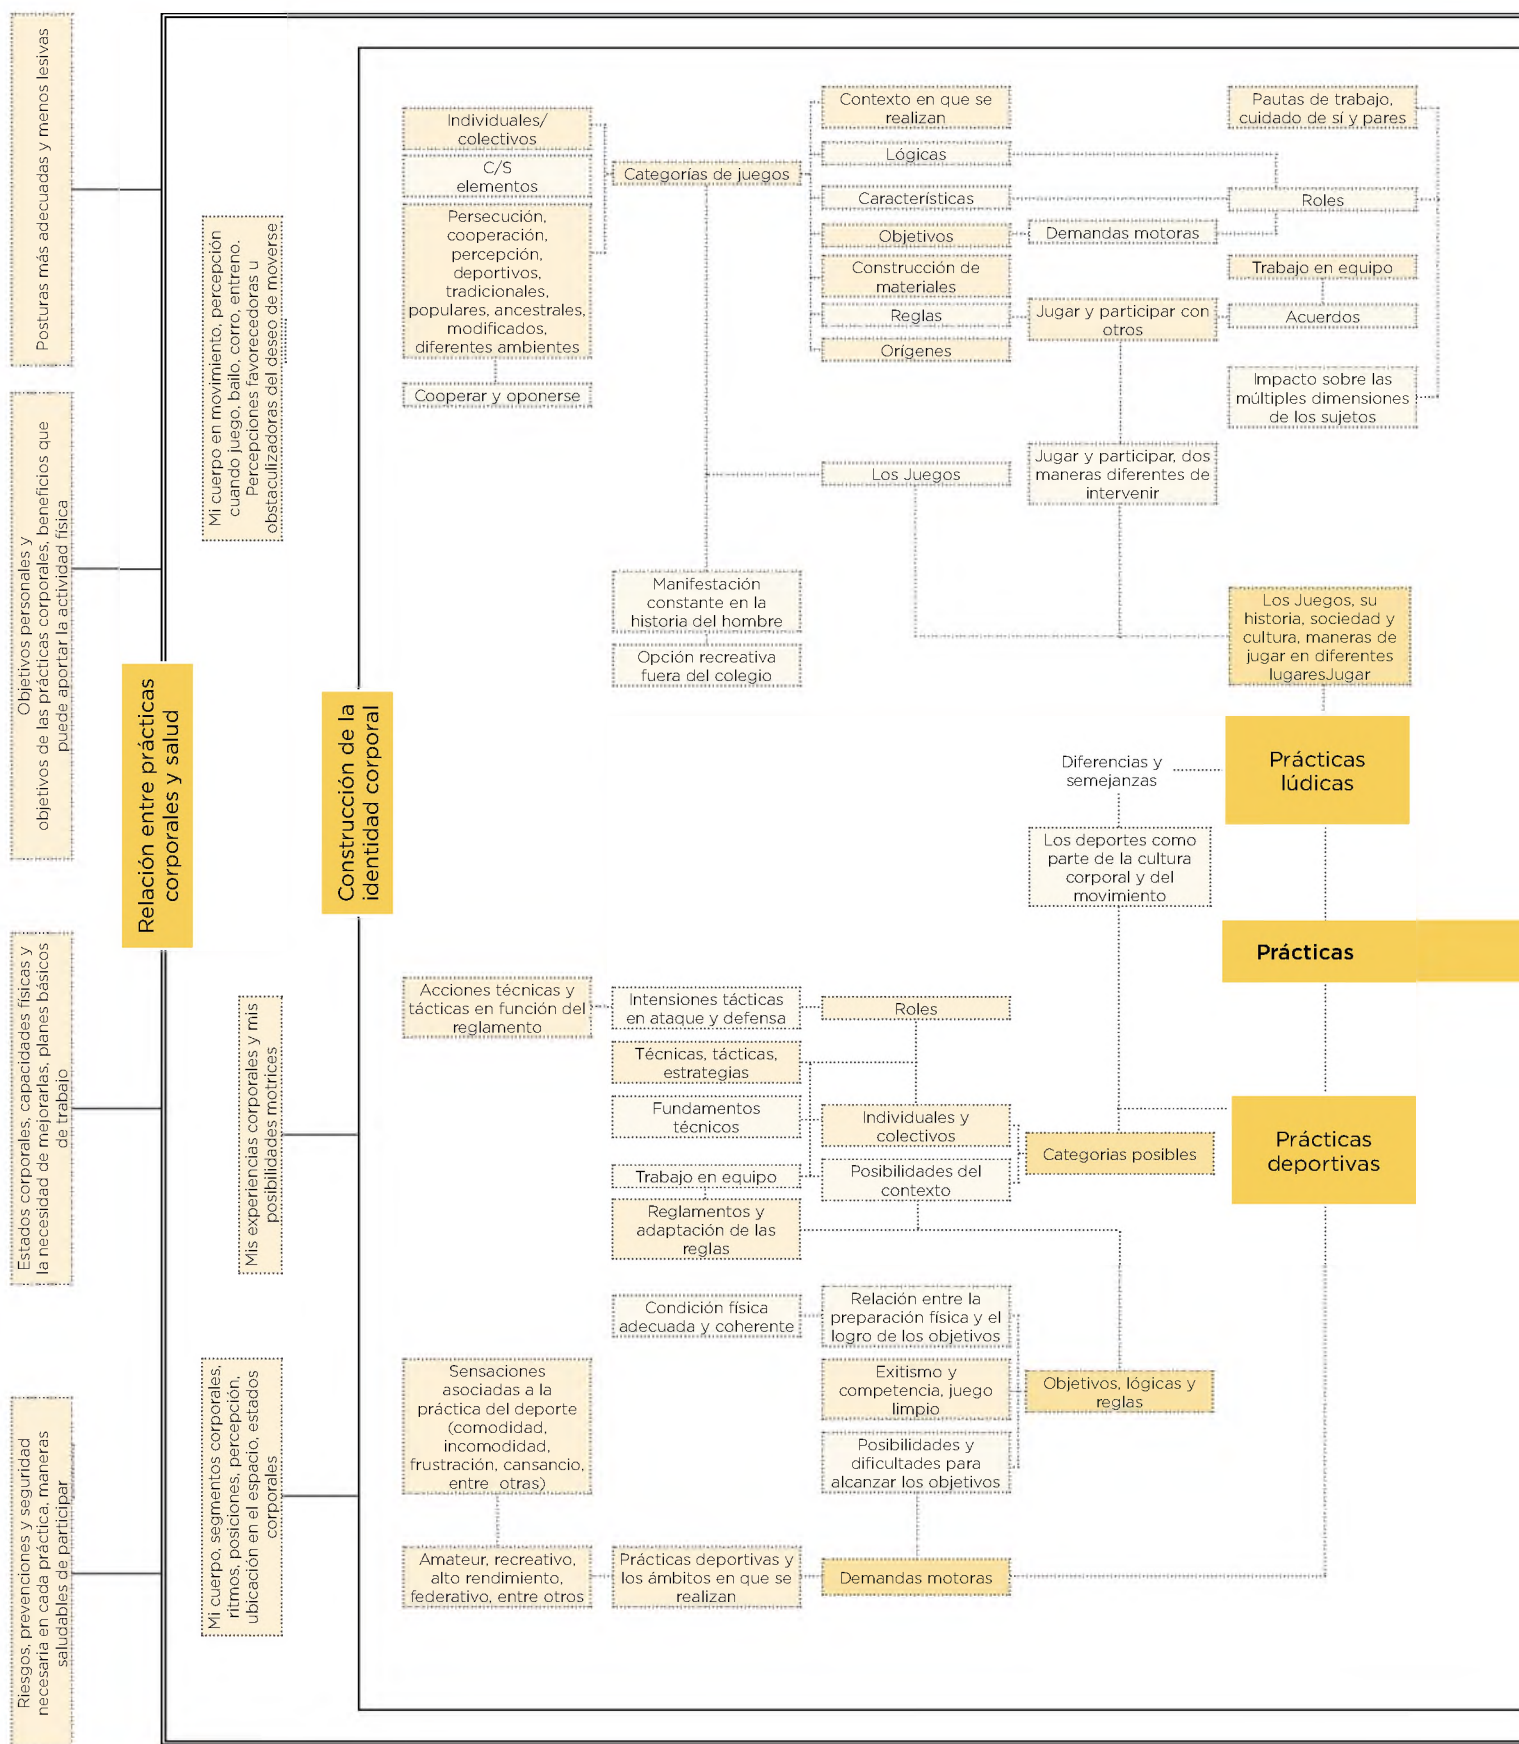 Posturas más adecuadas y menos lesivas
Objetivos personales y
objetivos de las prácticas corporales, beneficios que
puede aportar la actividad física
Estados corporales, capacidades físicas y
la necesidad de mejorarlas, planes básicos
de trabajo
Riesgos, prevenciones y seguridad
necesaria en cada práctica, maneras
saludables de participar
Relación entre prácticas
corporales y salud
Mi cuerpo en movimiento, percepción
cuando juego, bailo, corro, entreno.
Percepciones favorecedoras u
obstaculizadoras del deseo de moverse
Mis experiencias corporales y mis
posibilidades motrices
Mi cuerpo, segmentos corporales,
ritmos, posiciones, percepción,
ubicación en el espacio, estados
corporales
Construcción de la
identidad corporal
Individuales/
colectivos
C/S
elementos
Persecución,
cooperación,
percepción,
deportivos,
tradicionales,
populares, ancestrales,
modificados,
diferentes ambientes
Cooperar y oponerse
Categorías de juegos
Contexto en que se
realizan
Lógicas
Características
Objetivos
Construcción de
materiales
Reglas
Orígenes
Demandas motoras
Jugar y participar con
otros
Pautas de trabajo,
cuidado de sí y pares
Roles
Trabajo en equipo
Acuerdos
Impacto sobre las
múltiples dimensiones
de los sujetos
Los Juegos
Jugar y participar, dos
maneras diferentes de
intervenir
Manifestación
constante en la
historia del hombre
Opción recreativa
fuera del colegio
Los Juegos, su
historia, sociedad y
cultura, maneras de
jugar en diferentes
lugaresJugar
Prácticas
lúdicas
Diferencias y
semejanzas
Los deportes como
parte de la cultura
corporal y del
movimiento
Prácticas
Acciones técnicas y
tácticas en función del
reglamento
Intensiones tácticas
en ataque y defensa
Roles
Técnicas, tácticas,
estrategias
Fundamentos
técnicos
Individuales y
colectivos
Categorias posibles
Prácticas
deportivas
Trabajo en equipo
Posibilidades del
contexto
Reglamentos y
adaptación de las
reglas
Condición física
adecuada y coherente
Relación entre la
preparación física y el
logro de los objetivos
Exitismo y
competencia, juego
limpio
Objetivos, lógicas y
reglas
Posibilidades y
dificultades para
alcanzar los objetivos
Sensaciones
asociadas a la
práctica del deporte
(comodidad,
incomodidad,
frustración, cansancio,
entre otras)
Amateur, recreativo,
alto rendimiento,
federativo, entre otros
Prácticas deportivas y
los ámbitos en que se
realizan
Demandas motoras